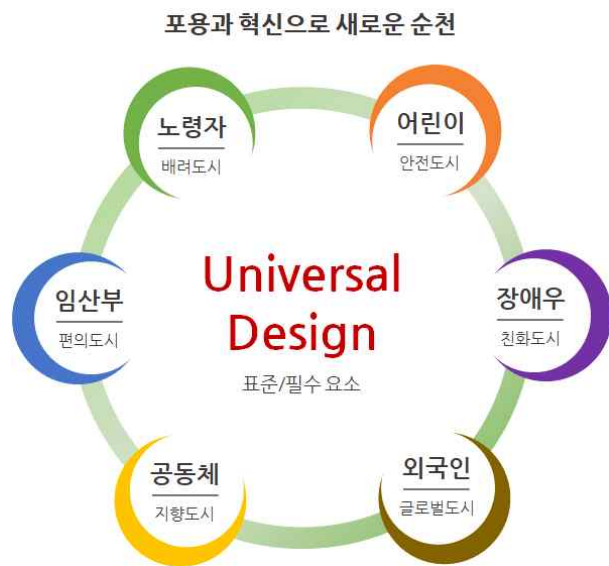 포용과 혁신으로 새로운 순천
노령자
배려도시
어린이
안전도시
임산부
편의도시
Universal
Design
표준/필수 요소
장애우
친화도시
공동체
지향도시
외국인
글로벌도시